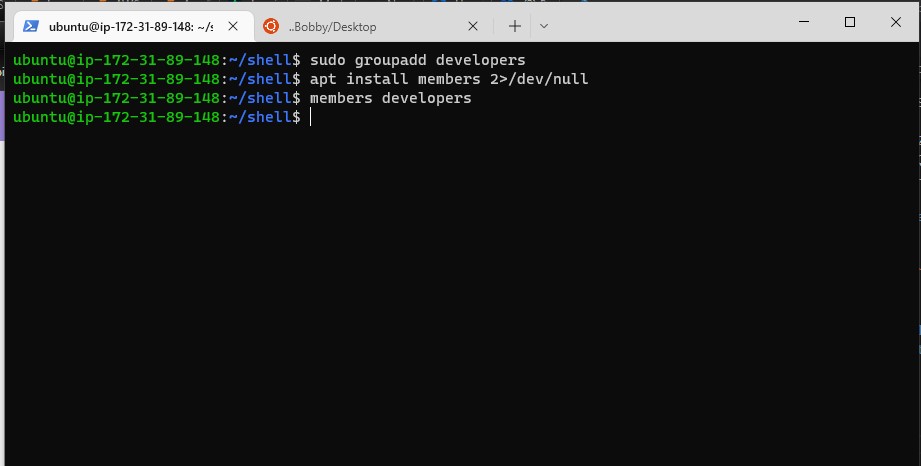 ubuntu@ip-172-31-89-148: ~/s
..Bobby/Desktop
ubuntu@ip-172-31-89-148:~/shell$ sudo groupadd developers
ubuntu@ip-172-31-89-148:~/shell$ apt install members 2>/dev/null
ubuntu@ip-172-31-89-148:~/shell$ members developers
ubuntu@ip-172-31-89-148:~/shell$